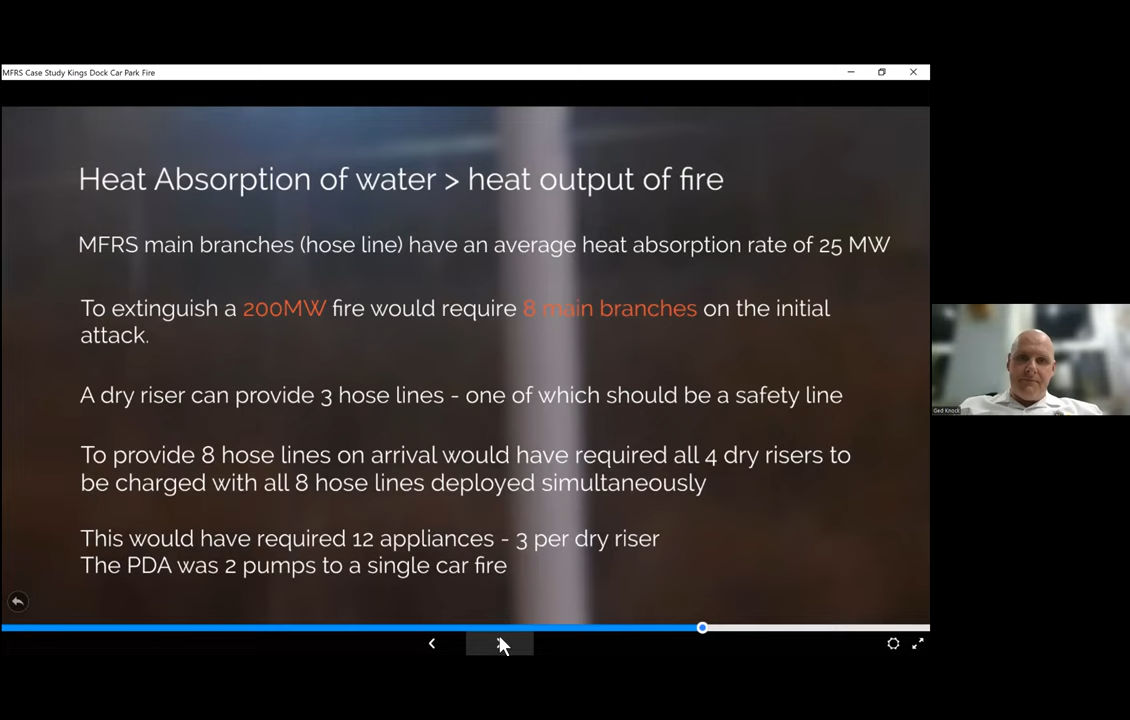 MFRS Case Study Kings Dock Car Park Fire
Heat Absorption of water > heat output of fire
MFRS main branches (hose line) have an average heat absorption rate of 25 MW
To extinguish a 200MW fire would require 8 main branches on the initial
attack.
A dry riser can provide 3 hose lines - one of which should be a safety line
To provide 8 hose lines on arrival would have required all 4 dry risers to
be charged with all 8 hose lines deployed simultaneously
This would have required 12 appliances - 3 per dry riser
The PDA was 2 pumps to a single car fire
Ged Knock